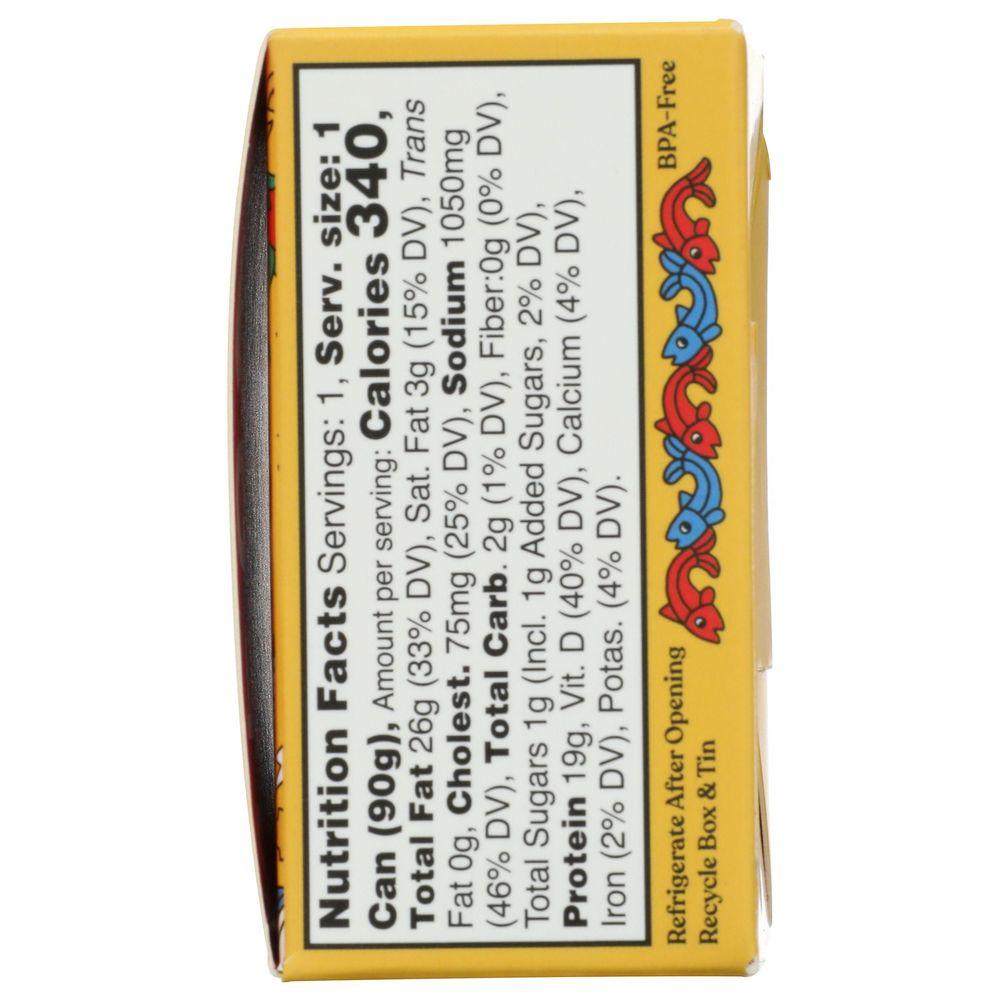 Nutrition Facts Servings: 1, Serv. size: 1
Can (90g), Amount per serving: Calories 340,
Total Fat 26g (33% DV), Sat. Fat 3g (15% DV), Trans
Fat 0g, Cholest. 75mg (25% DV), Sodium 1050mg
(46% DV), Total Carb. 2g (1% DV), Fiber:0g (0% DV),
Total Sugars 1g (Incl. 1g Added Sugars, 2% DV),
Protein 19g, Vit. D (40% DV), Calcium (4% DV),
Iron (2% DV), Potas. (4% DV).
Refrigerate After Opening
Recycle Box & Tin
BPA-Free